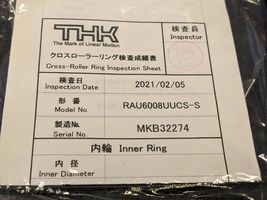 THK
The Mark of Linear Motion
検査員
Inspector
クロスローラーリング検査成績表
Cross-Roller Ring Inspection Sheet
検査日
Inspection Date
2021/02/05
形番
Model No.
RAU6008UUCS-S
製造No.
Serial No.
MKB32274
内輪 Inner Ring
内径
Inner Diameter